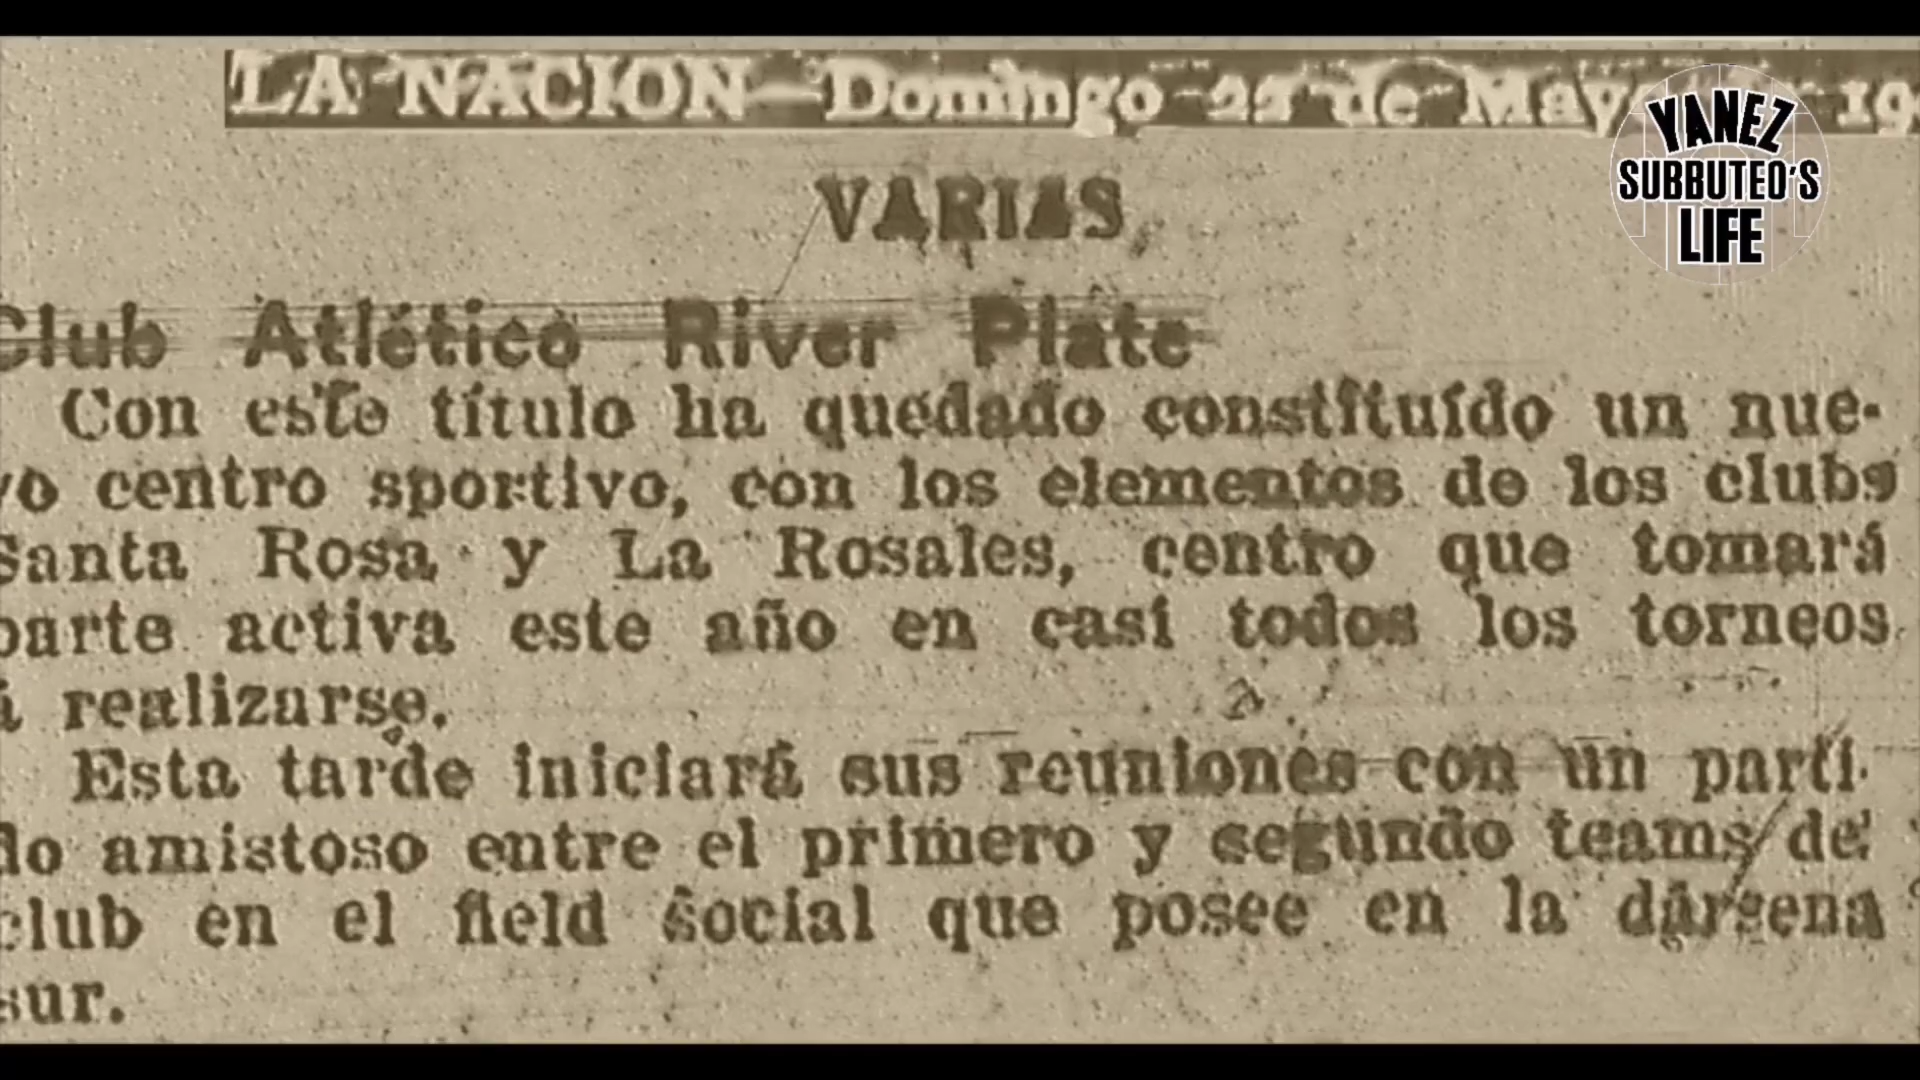 LA NACION - Domingo de May 19
YANEZ
SUBBUTEO'S
LIFE
VARIAS
Club Atlético River Plate
Con este título ha quedado constituído un nue-
vo centro sportivo, con los elementos de los clubs
Santa Rosa y La Rosales, centro que tomará
parte activa este año en casi todos los torneos
á realizarse.
Esta tarde iniciará sus reuniones con un parti-
do amistoso entre el primero y segundo teams del
club en el field social que posee en la dársena
sur.